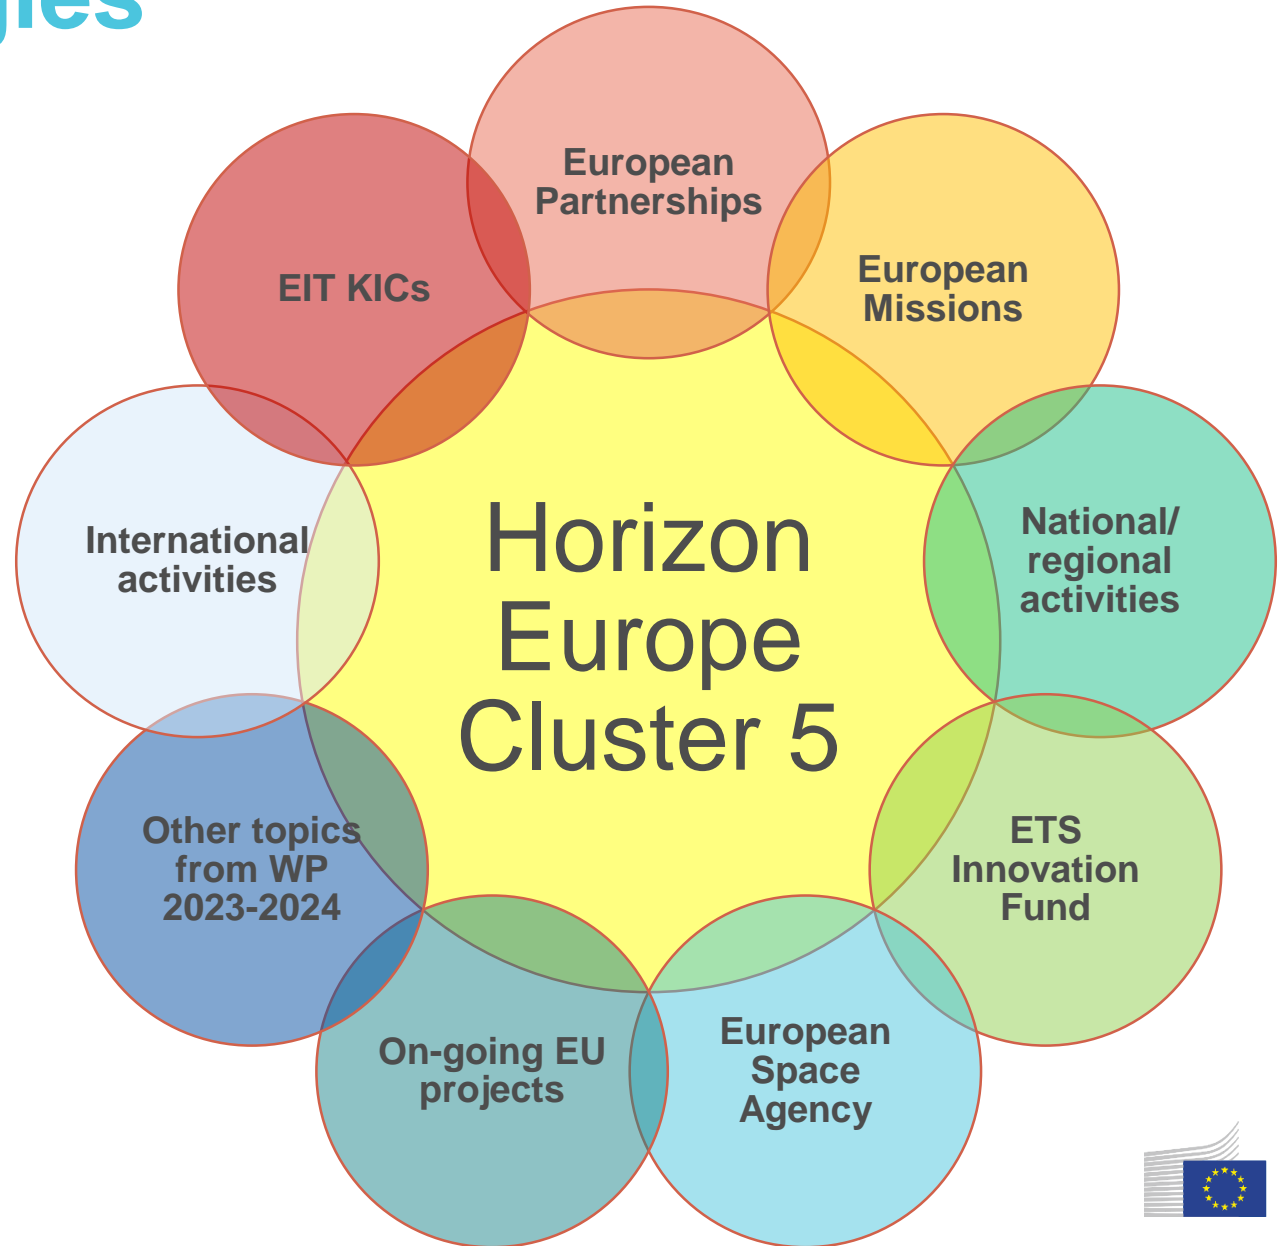 European
Partnerships
European
Missions
EIT KICs
National/
regional
activities
International
activities
Horizon
Europe
Cluster 5
ETS
Innovation
Fund
Other topics
from WP
2023-2024
European
Space
Agency
On-going EU
projects